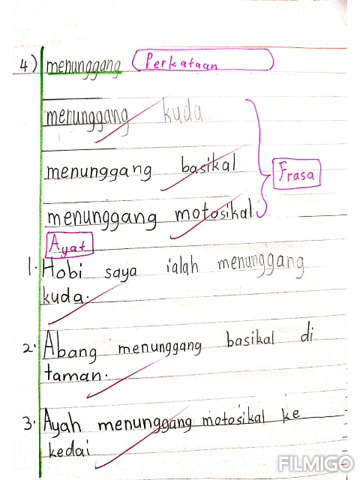 4) menunggang Perkataan
menunggang kuda
menunggang basikal
Frasa
menunggang motosikal
Ayat
1. Hobi saya ialah menunggang
kuda.
2. Abang menunggang basikal di
taman.
3. Ayah menunggang motosikal ke
kedai
FILMIGO